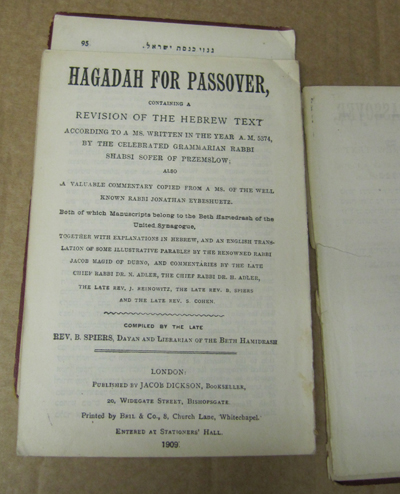 95
בנוי כנסת ישראל.
HAGADAH FOR PASSOVER,
CONTAINING A
REVISION OF THE HEBREW TEXT
ACCORDING TO A MS. WRITTEN IN THE YEAR A.M. 5374,
BY THE CELEBRATED GRAMMARIAN RABBI
SHABSI SOFER OF PRZEMSLOW;
ALSO
A VALUABLE COMMENTARY COPIED FROM A MS. OF THE WELL
KNOWN RABBI JONATHAN EYBESHUETZ.
Both of which Manuscripts belong to the Beth Hamedrash of the
United Synagogue,
TOGETHER WITH EXPLANATIONS IN HEBREW, AND AN ENGLISH TRANS-
LATION OF SOME ILLUSTRATIVE PARABLES BY THE RENOWNED RABBI
JACOB MAGID OF DUBNO, AND COMMENTARIES BY THE LATE
CHIEF RABBI DR. N. ADLER, THE CHIEF RABBI DR. H. ADLER,
THE LATE REV. J. REINOWITZ, THE LATE REV. B. SPIERS
AND THE LATE REV. S. COHEN
COMPILED BY THE LATE
REV. B. SPIERS, DAYAN AND LIBRARIAN OF THE BETH HAMIDRASH
LONDON:
PUBLISHED BY JACOB DICKSON, BOOKSELLER,
20, WIDEGATE STREET, BISHOPSGATE.
Printed by BEEL & CO., 8, Church Lane, Whitechapel.
ENTERED AT STATIONERS' HALL.
1909